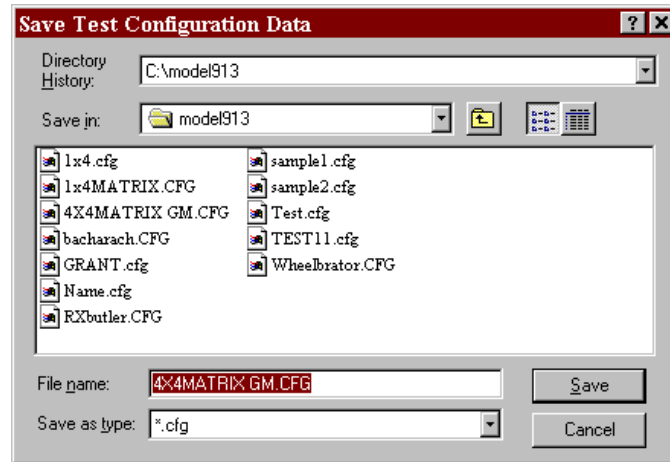 Save Test Configuration Data
Directory
History:
C:\model913
Save in:
model913
1x4.cfg
1x4MATRIX.CFG
4X4MATRIX GM.CFG
bacharach.CFG
GRANT.cfg
Name.cfg
RXbutler.CFG
sample1.cfg
sample2.cfg
Test.cfg
TEST11.cfg
Wheelbrator.CFG
File name:
4X4MATRIX GM.CFG
Save
Save as type:
*.cfg
Cancel